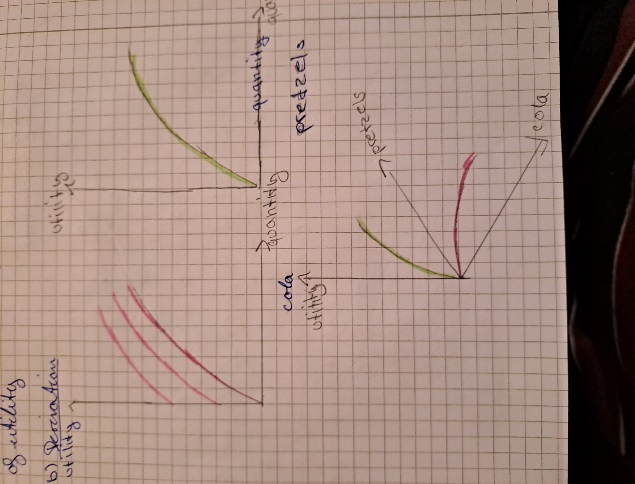 of utility
b) Derivation
utility
quantity
cola
utility
quantity
pretzels
utility
pretzels
cola